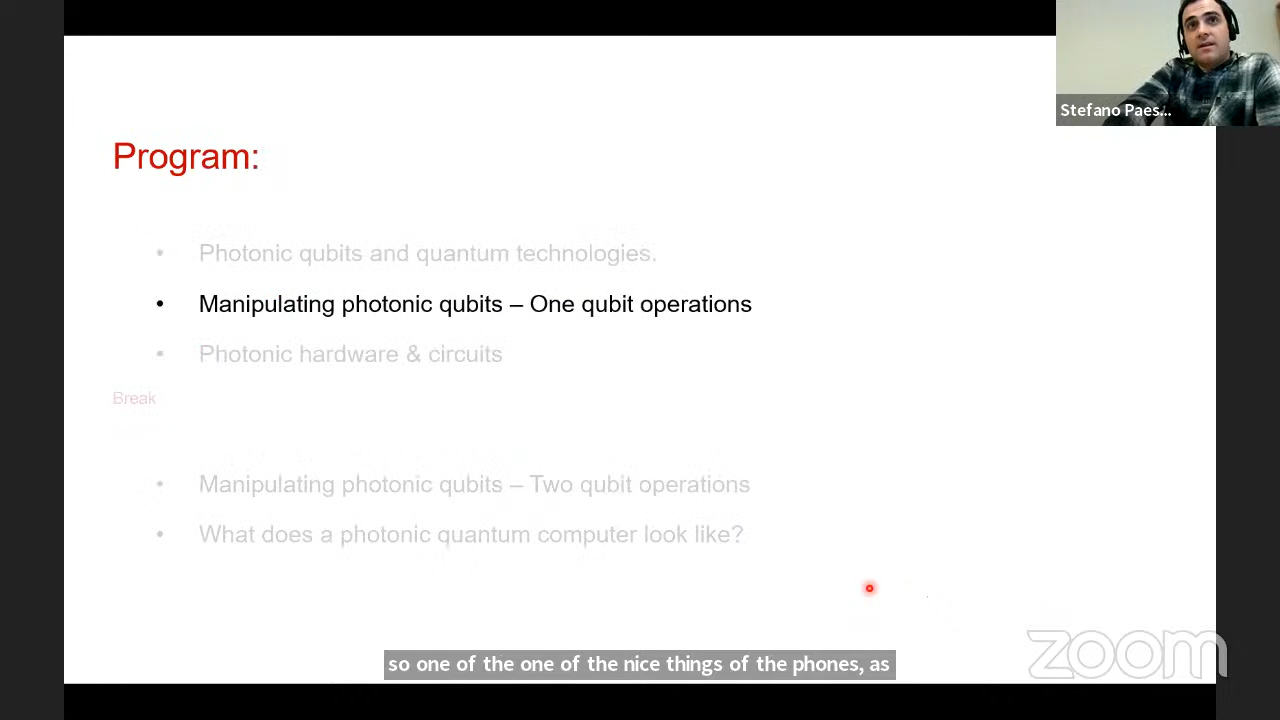 Stefano Paes...
Program:
• Photonic qubits and quantum technologies.
• Manipulating photonic qubits – One qubit operations
• Photonic hardware & circuits
Break
• Manipulating photonic qubits – Two qubit operations
• What does a photonic quantum computer look like?
so one of the one of the nice things of the phones, as
zoom